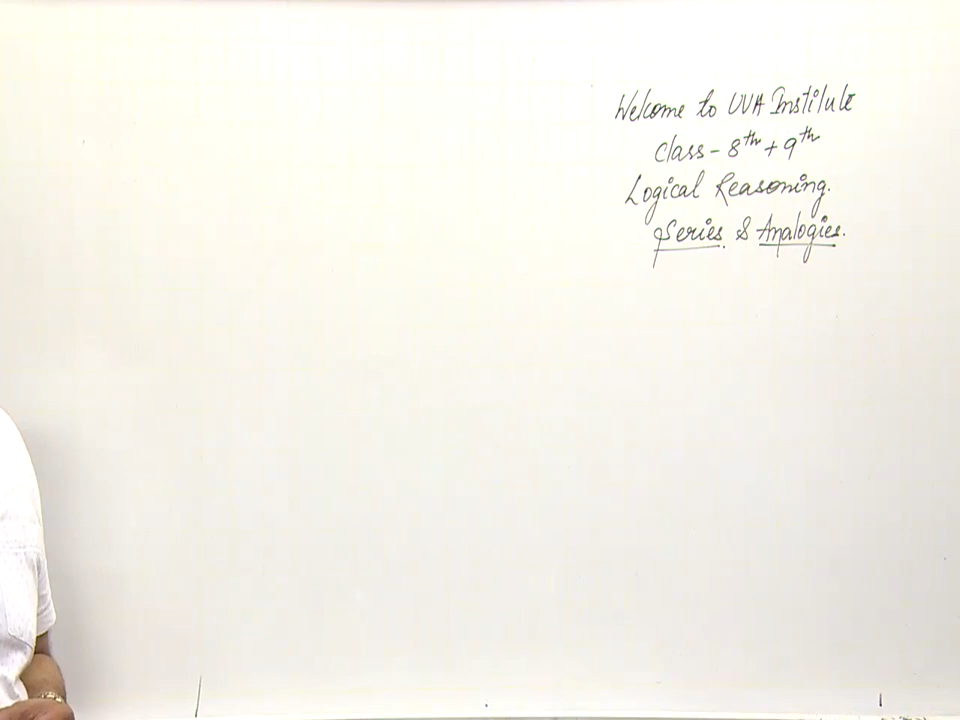 Welcome to UVA Institute
Class - 8th + 9th
Logical Reasoning.
Series & Analogies.